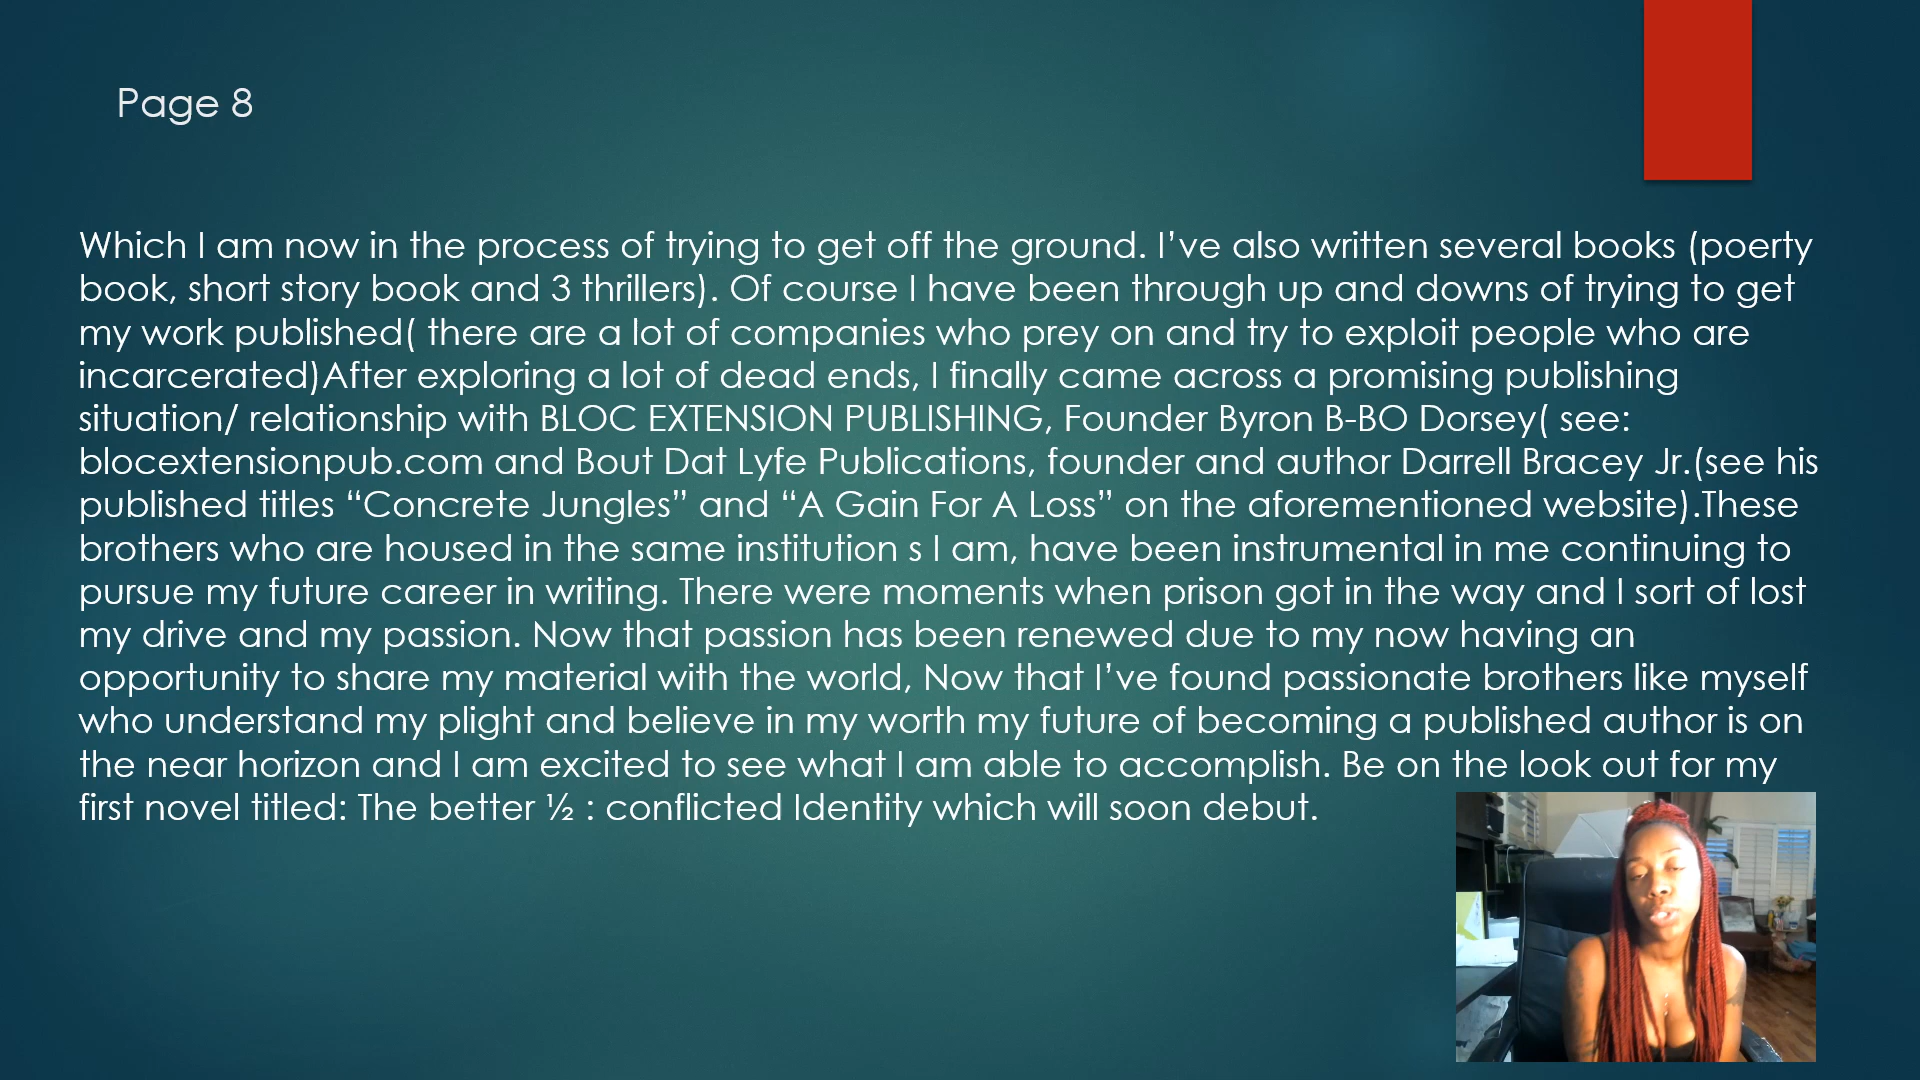 Page 8
Which I am now in the process of trying to get off the ground. I’ve also written several books (poerty
book, short story book and 3 thrillers). Of course I have been through up and downs of trying to get
my work published( there are a lot of companies who prey on and try to exploit people who are
incarcerated)After exploring a lot of dead ends, I finally came across a promising publishing
situation/ relationship with BLOC EXTENSION PUBLISHING, Founder Byron B-BO Dorsey( see:
blocextensionpub.com and Bout Dat Lyfe Publications, founder and author Darrell Bracey Jr.(see his
published titles “Concrete Jungles” and “A Gain For A Loss” on the aforementioned website).These
brothers who are housed in the same institution s I am, have been instrumental in me continuing to
pursue my future career in writing. There were moments when prison got in the way and I sort of lost
my drive and my passion. Now that passion has been renewed due to my now having an
opportunity to share my material with the world, Now that I’ve found passionate brothers like myself
who understand my plight and believe in my worth my future of becoming a published author is on
the near horizon and I am excited to see what I am able to accomplish. Be on the look out for my
first novel titled: The better ½ : conflicted Identity which will soon debut.